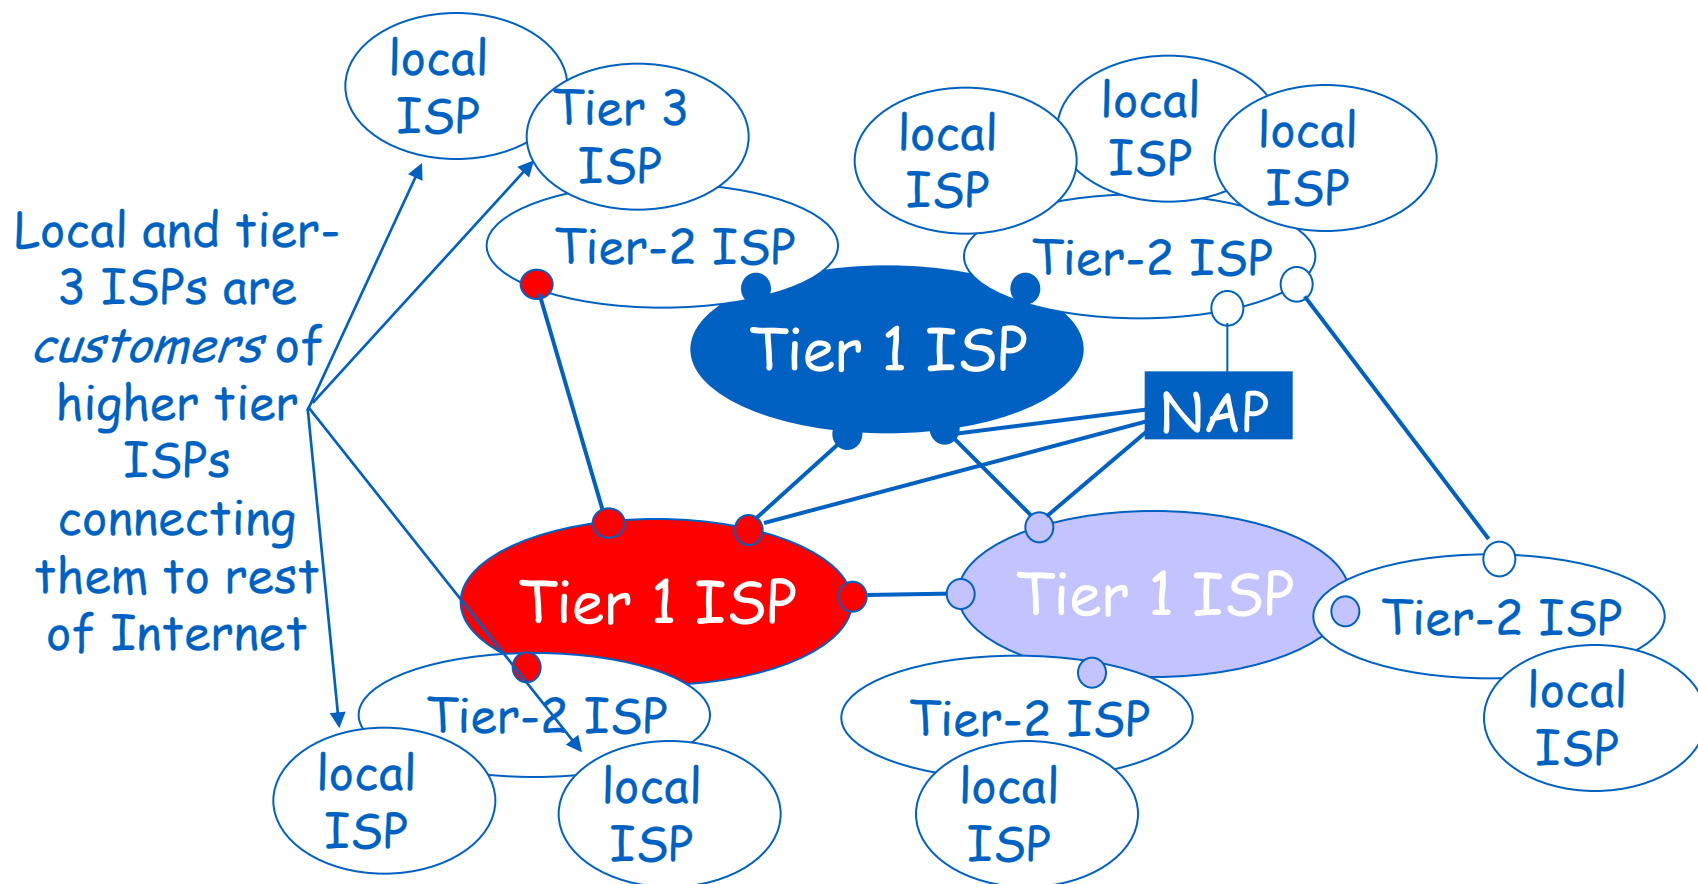 local
ISP
Tier 3
ISP
local
ISP
local
ISP
local
ISP
Local and tier-
3 ISPs are
customers of
higher tier
ISPs
connecting
them to rest
of Internet
Tier-2 ISP
Tier-2 ISP
Tier 1 ISP
NAP
Tier 1 ISP
Tier 1 ISP
Tier-2 ISP
Tier-2 ISP
Tier-2 ISP
local
ISP
local
ISP
local
ISP
local
ISP